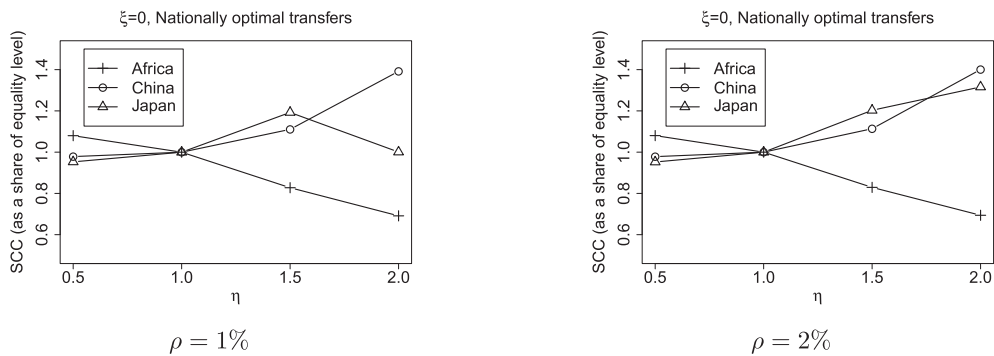 ξ=0, Nationally optimal transfers
SCC (as a share of equality level)
1.4
1.2
1.0
0.8
0.6
Africa
China
Japan
0.5 1.0 1.5 2.0
η
ρ = 1%
ξ=0, Nationally optimal transfers
SCC (as a share of equality level)
1.4
1.2
1.0
0.8
0.6
Africa
China
Japan
0.5 1.0 1.5 2.0
η
ρ = 2%